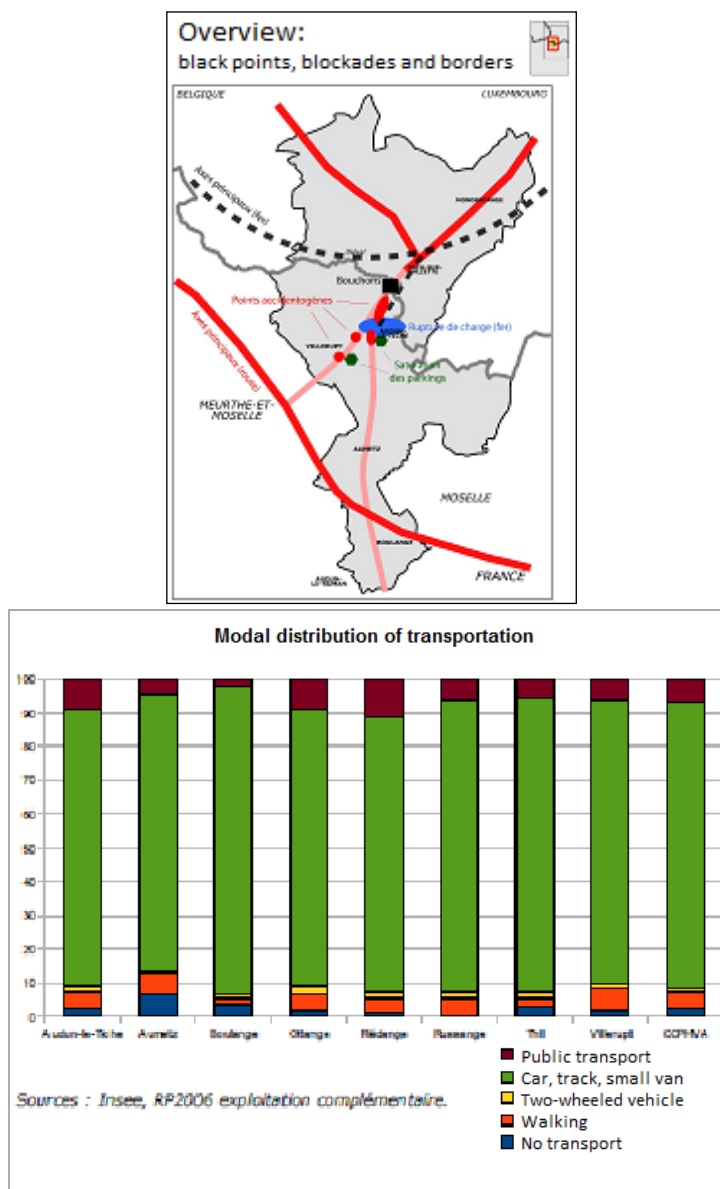 Overview:
black points, blockades and borders
BELGIQUE
LUXEMBOURG
Axes principaux (fer)
Bouchons
Points accidentogènes
Rupture de charge (fer)
VILLERUPT
Saturation
des parkings
Axes principaux (route)
MEURTHE-ET-
MOSELLE
AUMETZ
MOSELLE
BOULANGE
FRANCE
Modal distribution of transportation
100
90
80
70
60
50
40
30
20
10
0
Audun-le-Tiche Aumetz Boulange Ottange Rédange Russange Thil Villerupt CCPHVA
Public transport
Car, track, small van
Sources : Insee, RP2006 exploitation complémentaire.
Two-wheeled vehicle
Walking
No transport